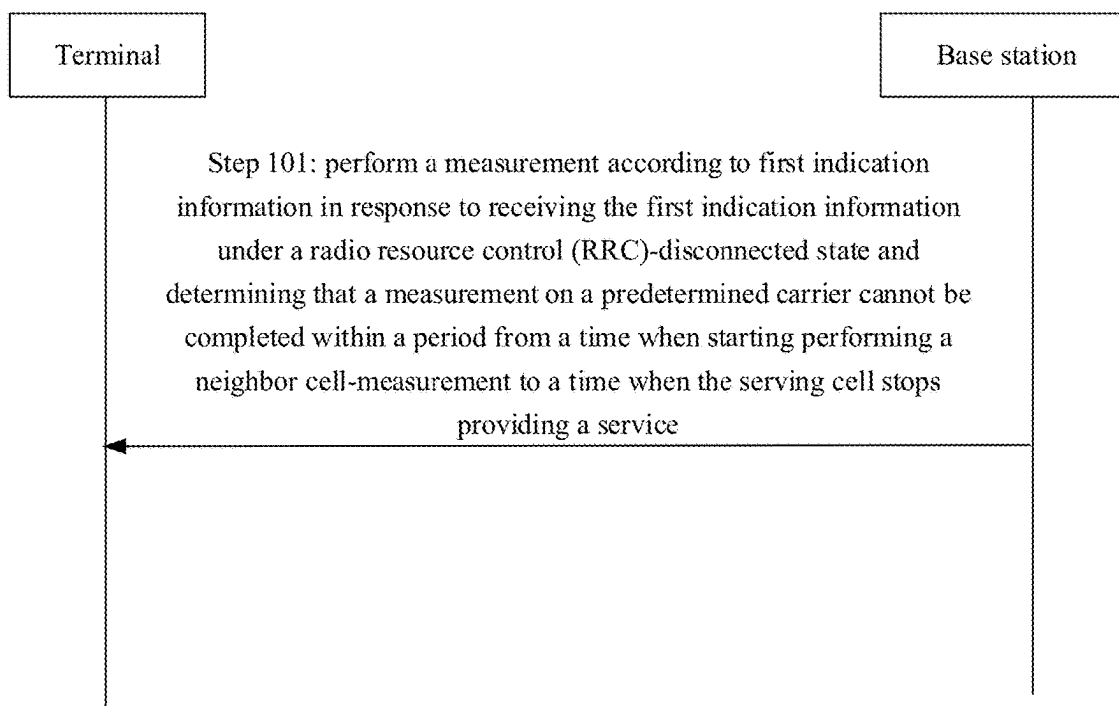 Terminal
Base station
Step 101: perform a measurement according to first indication
information in response to receiving the first indication information
under a radio resource control (RRC)-disconnected state and
determining that a measurement on a predetermined carrier cannot be
completed within a period from a time when starting performing a
neighbor cell-measurement to a time when the serving cell stops
providing a service